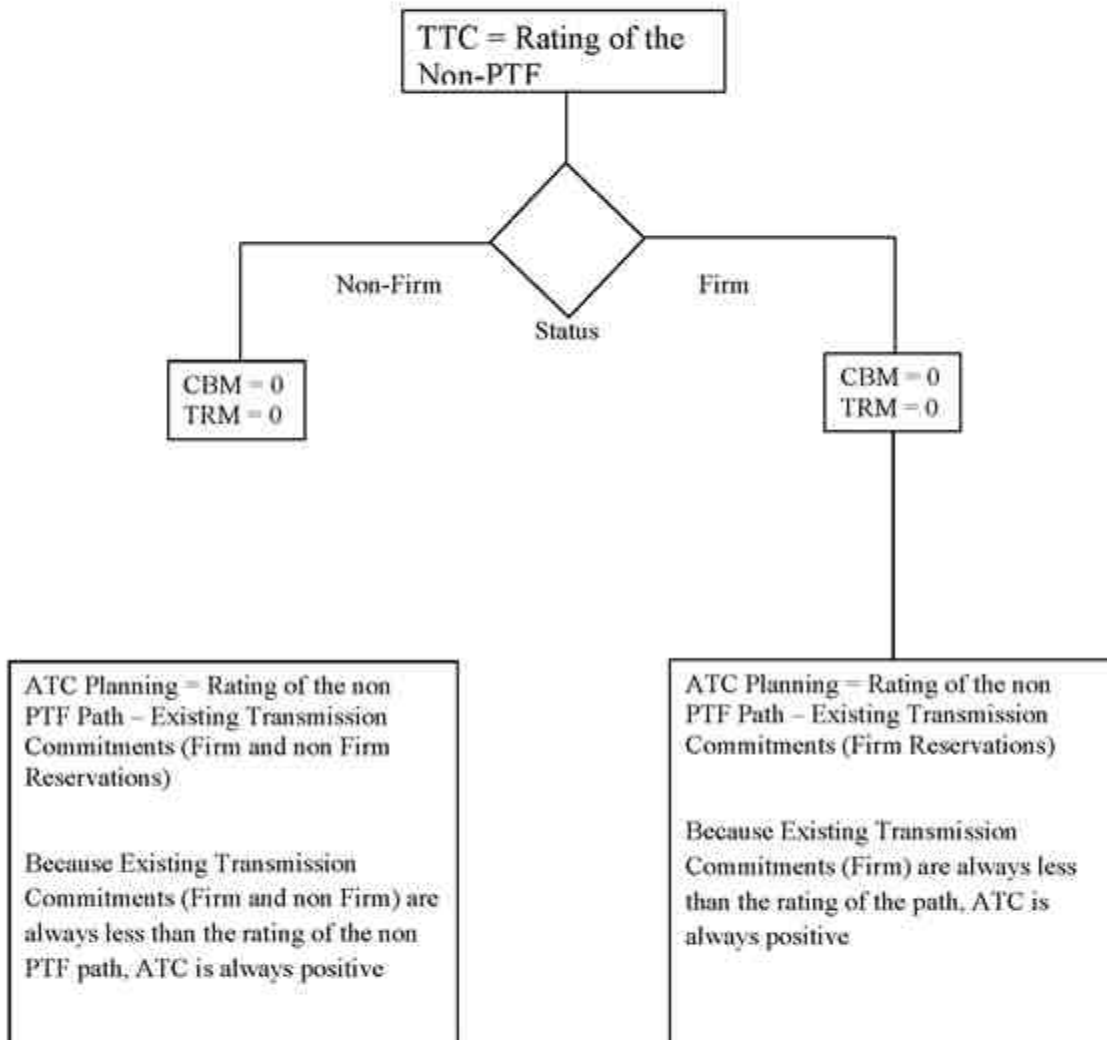 TTC = Rating of the
Non-PTF
Non-Firm
Firm
Status
CBM = 0
TRM = 0
CBM = 0
TRM = 0
ATC Planning = Rating of the non
PTF Path – Existing Transmission
Commitments (Firm and non Firm
Reservations)
Because Existing Transmission
Commitments (Firm and non Firm) are
always less than the rating of the non
PTF path, ATC is always positive
ATC Planning = Rating of the non
PTF Path – Existing Transmission
Commitments (Firm Reservations)
Because Existing Transmission
Commitments (Firm) are always less
than the rating of the path, ATC is
always positive